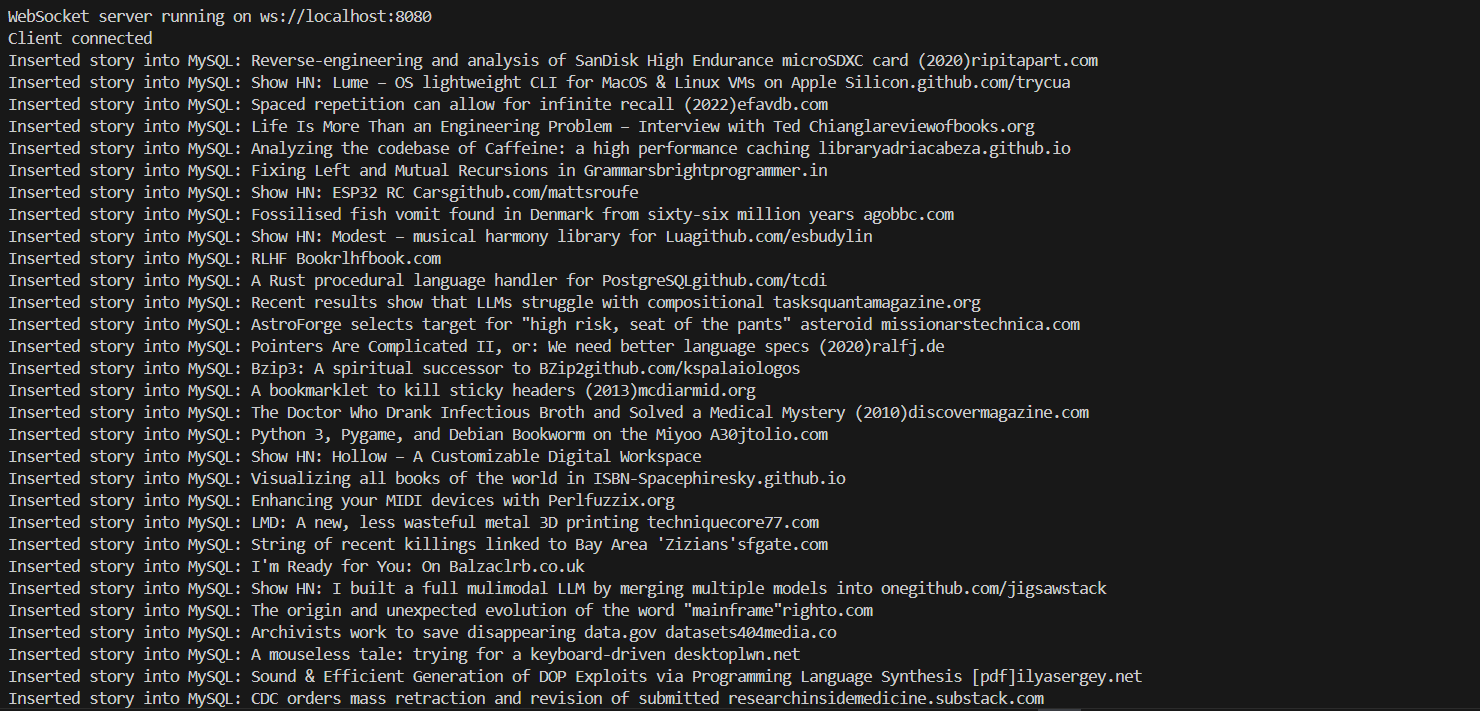 WebSocket server running on ws://localhost:8080
Client connected
Inserted story into MySQL: Reverse-engineering and analysis of SanDisk High Endurance microSDXC card (2020)ripitapart.com
Inserted story into MySQL: Show HN: Lume – OS lightweight CLI for MacOS & Linux VMs on Apple Silicon.github.com/trycua
Inserted story into MySQL: Spaced repetition can allow for infinite recall (2022)efavdb.com
Inserted story into MySQL: Life Is More Than an Engineering Problem – Interview with Ted Chianglareviewofbooks.org
Inserted story into MySQL: Analyzing the codebase of Caffeine: a high performance caching libraryadriacabeza.github.io
Inserted story into MySQL: Fixing Left and Mutual Recursions in Grammarsbrightprogrammer.in
Inserted story into MySQL: Show HN: ESP32 RC Carsgithub.com/mattsroufe
Inserted story into MySQL: Fossilised fish vomit found in Denmark from sixty-six million years agobbc.com
Inserted story into MySQL: Show HN: Modest – musical harmony library for Luagithub.com/esbudylin
Inserted story into MySQL: RLHF Bookrlhfbook.com
Inserted story into MySQL: A Rust procedural language handler for PostgreSQLgithub.com/tcdi
Inserted story into MySQL: Recent results show that LLMs struggle with compositional tasksquantamagazine.org
Inserted story into MySQL: AstroForge selects target for "high risk, seat of the pants" asteroid missionarstechnica.com
Inserted story into MySQL: Pointers Are Complicated II, or: We need better language specs (2020)ralfj.de
Inserted story into MySQL: Bzip3: A spiritual successor to BZip2github.com/kspalaiologos
Inserted story into MySQL: A bookmarklet to kill sticky headers (2013)mcdiarmid.org
Inserted story into MySQL: The Doctor Who Drank Infectious Broth and Solved a Medical Mystery (2010)discovermagazine.com
Inserted story into MySQL: Python 3, Pygame, and Debian Bookworm on the Miyoo A30jtolio.com
Inserted story into MySQL: Show HN: Hollow – A Customizable Digital Workspace
Inserted story into MySQL: Visualizing all books of the world in ISBN-Spacephiresky.github.io
Inserted story into MySQL: Enhancing your MIDI devices with Perlfuzzix.org
Inserted story into MySQL: LMD: A new, less wasteful metal 3D printing techniquecore77.com
Inserted story into MySQL: String of recent killings linked to Bay Area 'Zizians'sfgate.com
Inserted story into MySQL: I'm Ready for You: On Balzaclrb.co.uk
Inserted story into MySQL: Show HN: I built a full mulimodal LLM by merging multiple models into onegithub.com/jigsawstack
Inserted story into MySQL: The origin and unexpected evolution of the word "mainframe"righto.com
Inserted story into MySQL: Archivists work to save disappearing data.gov datasets404media.co
Inserted story into MySQL: A mouseless tale: trying for a keyboard-driven desktoplwn.net
Inserted story into MySQL: Sound & Efficient Generation of DOP Exploits via Programming Language Synthesis [pdf]ilyasergey.net
Inserted story into MySQL: CDC orders mass retraction and revision of submitted researchinsidemedicine.substack.com